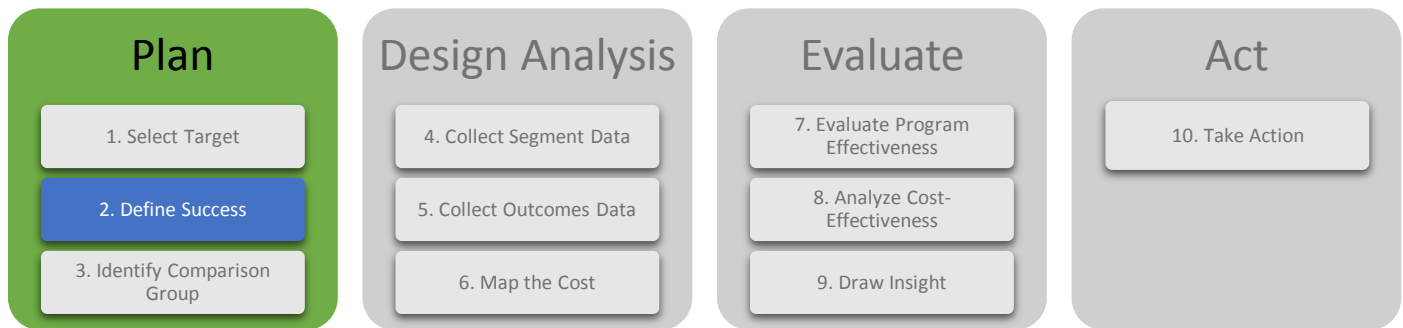 Plan
1. Select Target
2. Define Success
3. Identify Comparison
Group
Design Analysis
4. Collect Segment Data
5. Collect Outcomes Data
6. Map the Cost
Evaluate
7. Evaluate Program
Effectiveness
8. Analyze Cost-
Effectiveness
9. Draw Insight
Act
10. Take Action